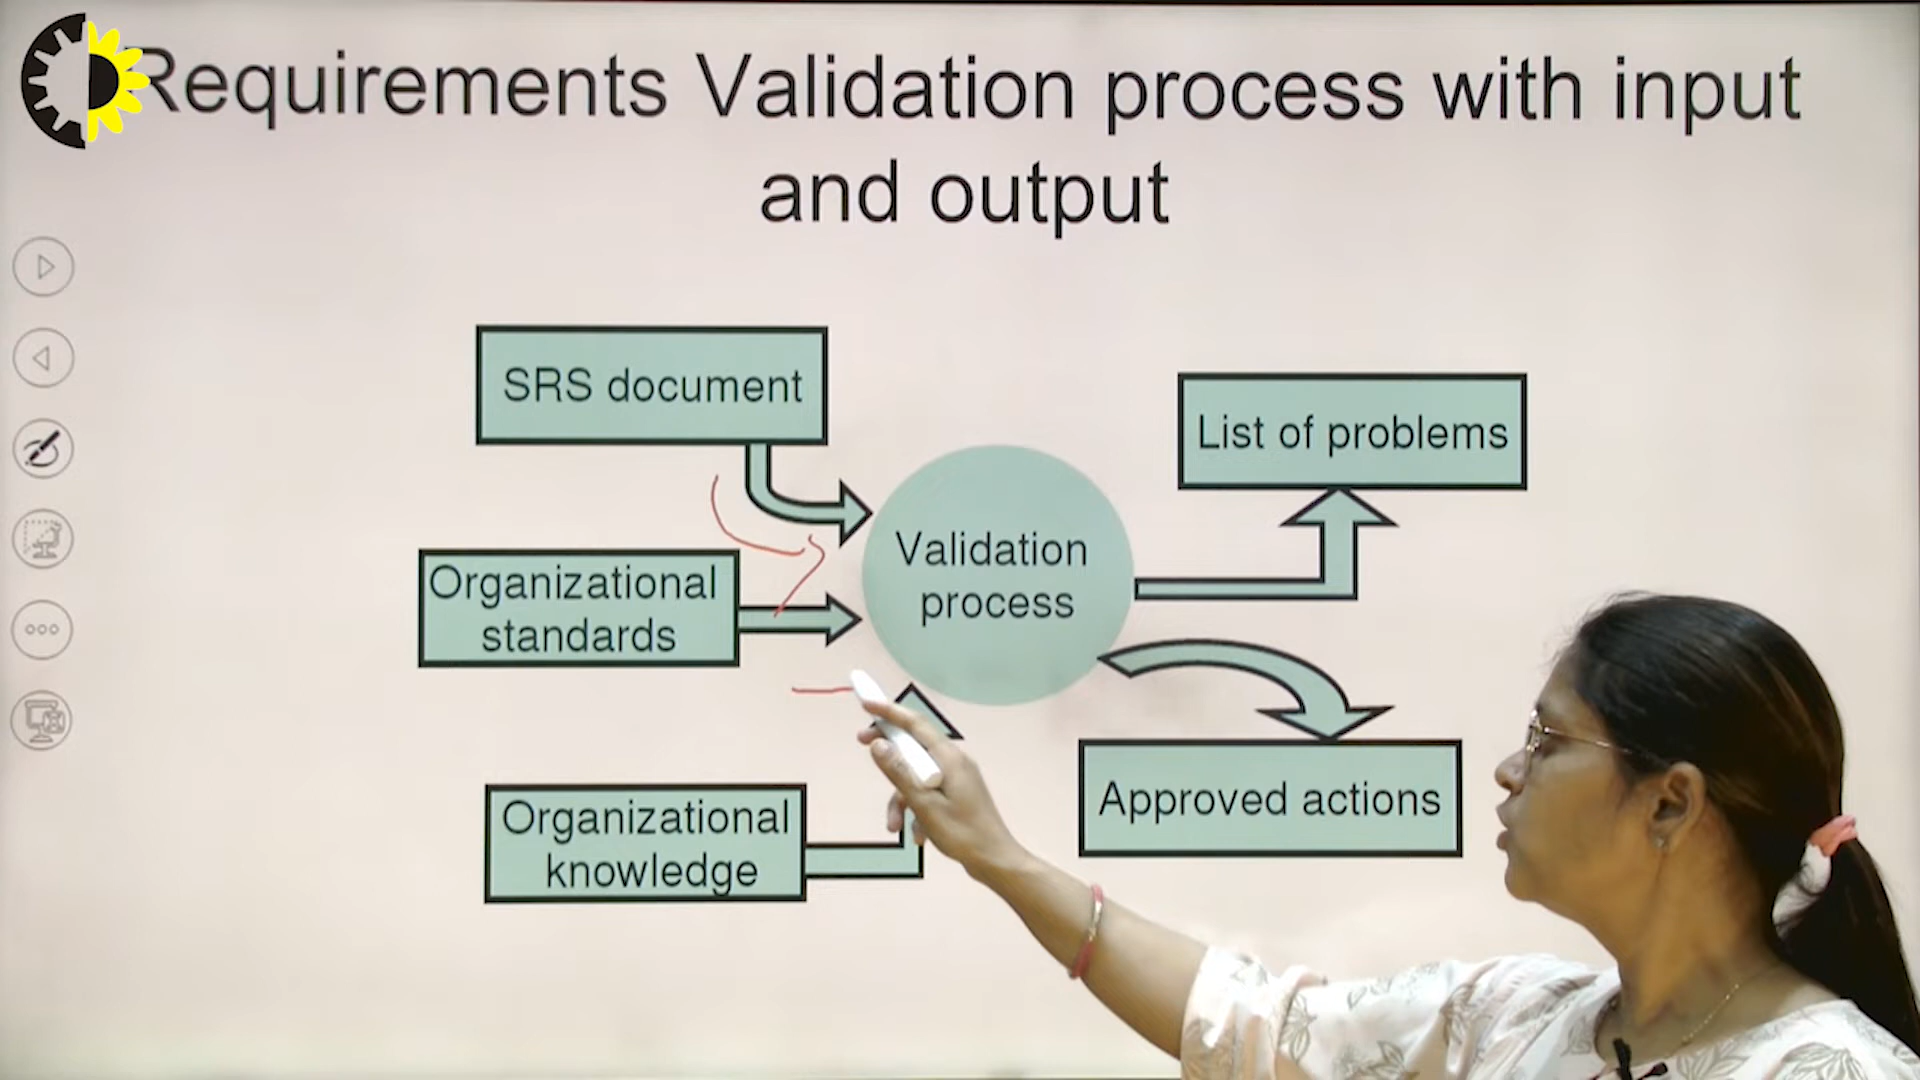 Requirements Validation process with input
and output
SRS document
List of problems
Validation
process
Organizational
standards
Approved actions
Organizational
knowledge